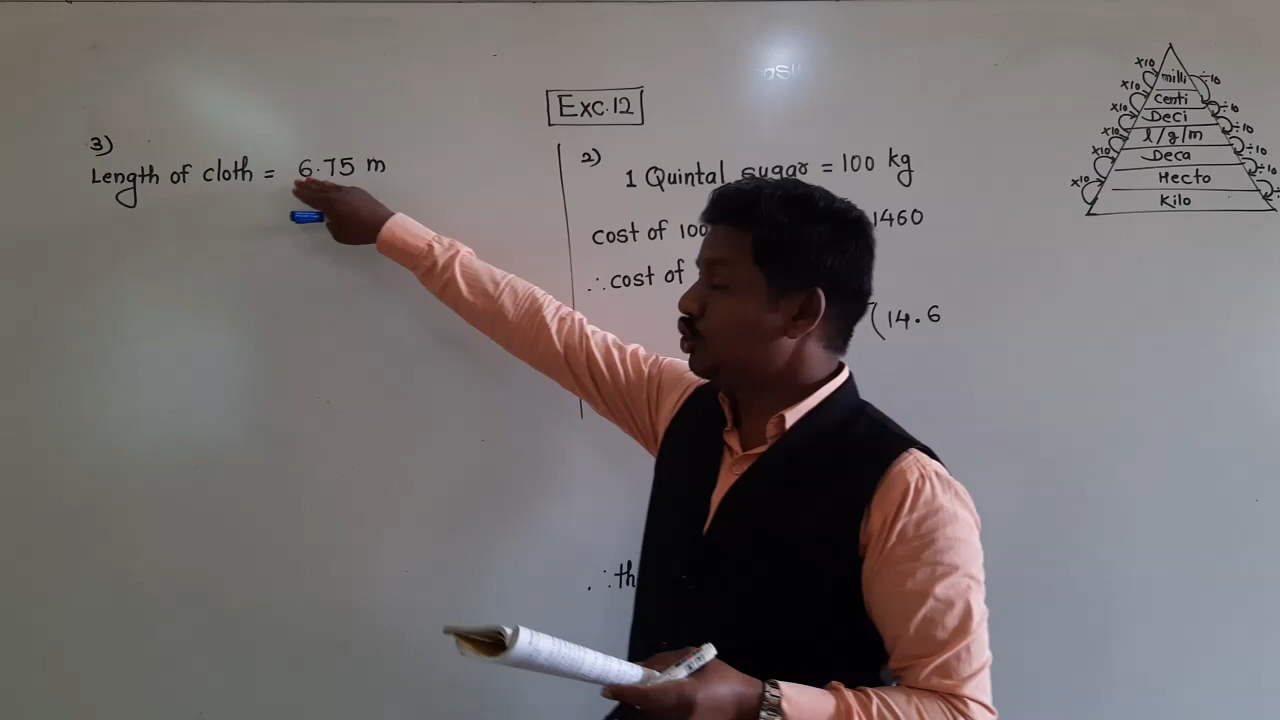 Exc.12
3)
Length of cloth = 6.75 m
2)
1 Quintal sugar = 100 kg
cost of 100 1460
∴ cost of
(14.6
∴ th
×10 milli ÷10
×10 centi ÷10
×10 Deci ÷10
×10 l/g/m ÷10
×10 Deca ÷10
×10 Hecto ÷10
Kilo